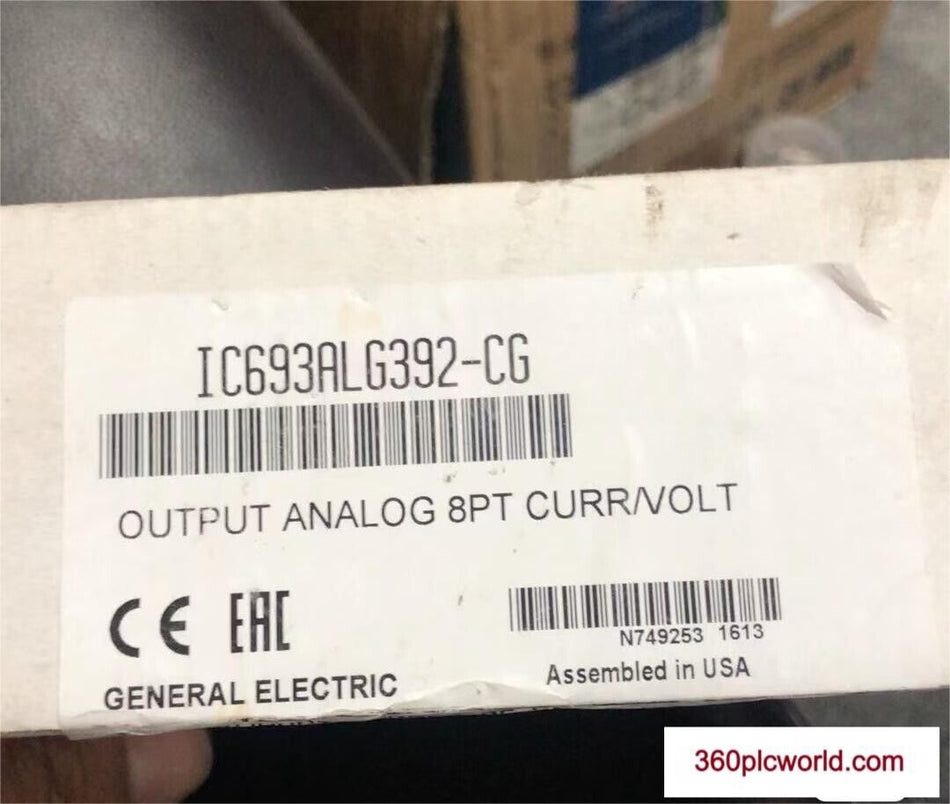 IC693ALG392-CG
OUTPUT ANALOG 8PT CURR/VOLT
CE EAC
N749253 1613
Assembled in USA
GENERAL ELECTRIC
360plcworld.com